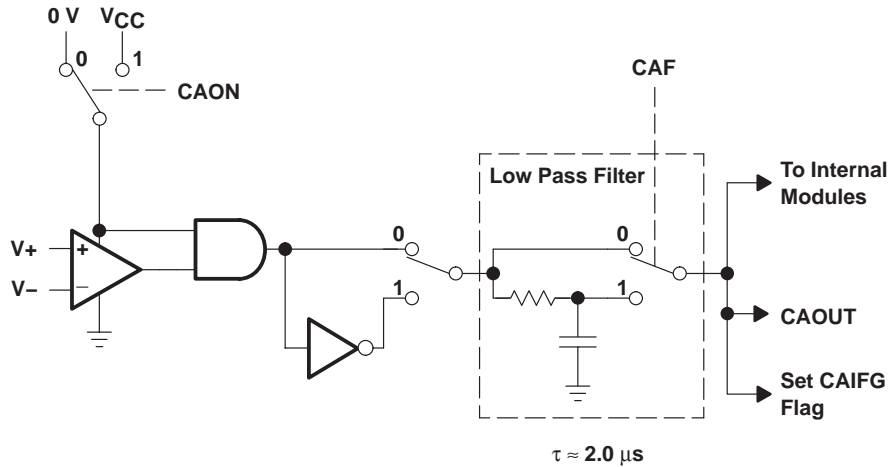 0 V
VCC
0
1
CAON
CAF
Low Pass Filter
To Internal
Modules
V+
+
V−
−
0
1
0
1
CAOUT
Set CAIFG
Flag
τ ≈ 2.0 μs